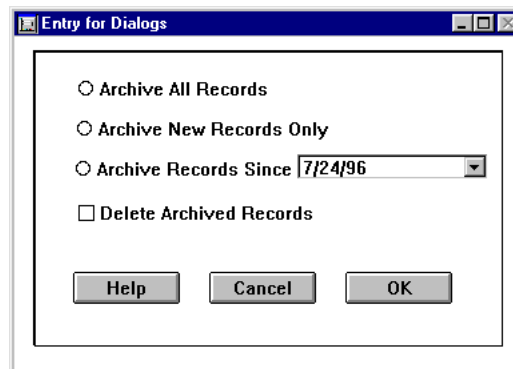 Entry for Dialogs
Archive All Records
Archive New Records Only
Archive Records Since 7/24/96
Delete Archived Records
Help Cancel OK